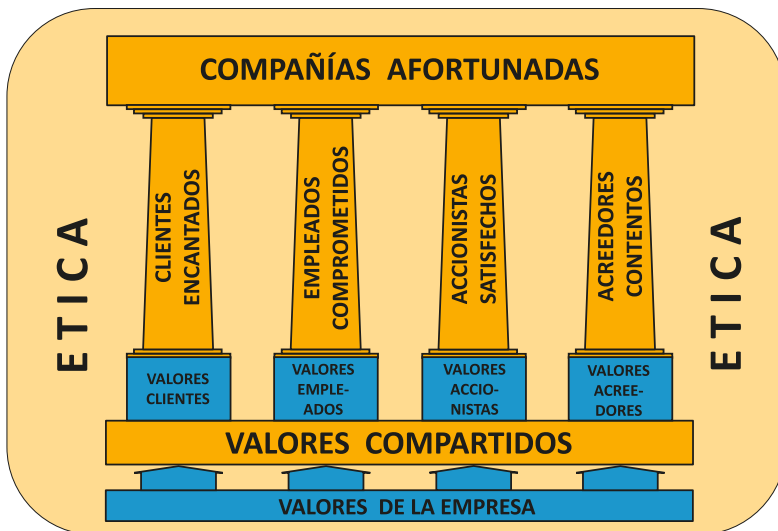 COMPAÑÍAS AFORTUNADAS
ETICA
CLIENTES
ENCANTADOS
EMPLEADOS
COMPROMETIDOS
ACCIONISTAS
SATISFECHOS
ACREEDORES
CONTENTOS
ETICA
VALORES
CLIENTES
VALORES
EMPLE-
ADOS
VALORES
ACCIO-
NISTAS
VALORES
ACREE-
DORES
VALORES COMPARTIDOS
VALORES DE LA EMPRESA